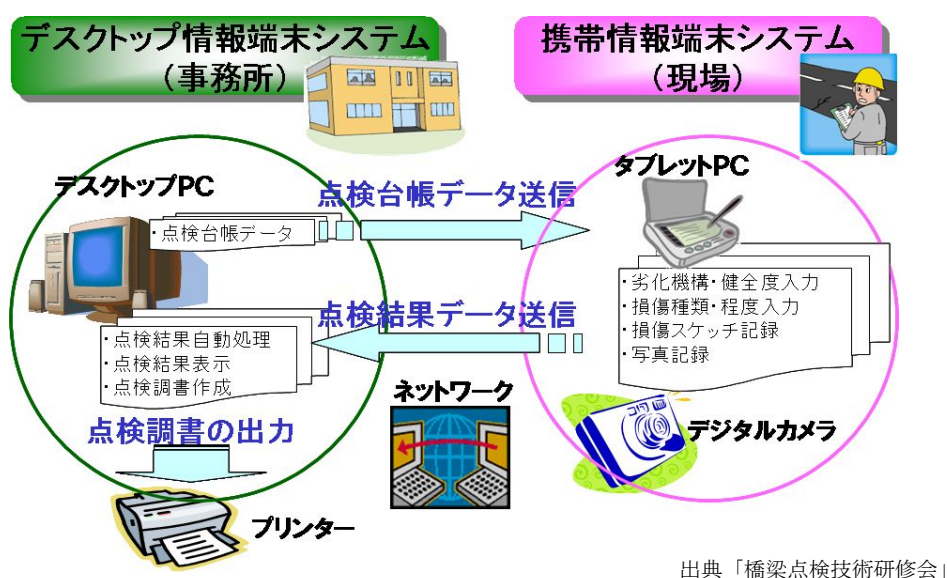 デスクトップ情報端末システム
（事務所）
携帯情報端末システム
（現場）
デスクトップPC
・点検台帳データ
点検台帳データ送信
タブレットPC
・劣化機構・健全度入力
・損傷種類・程度入力
・損傷スケッチ記録
・写真記録
点検結果データ送信
・点検結果自動処理
・点検結果表示
・点検調書作成
ネットワーク
点検調書の出力
デジタルカメラ
プリンター
出典「橋梁点検技術研修会」